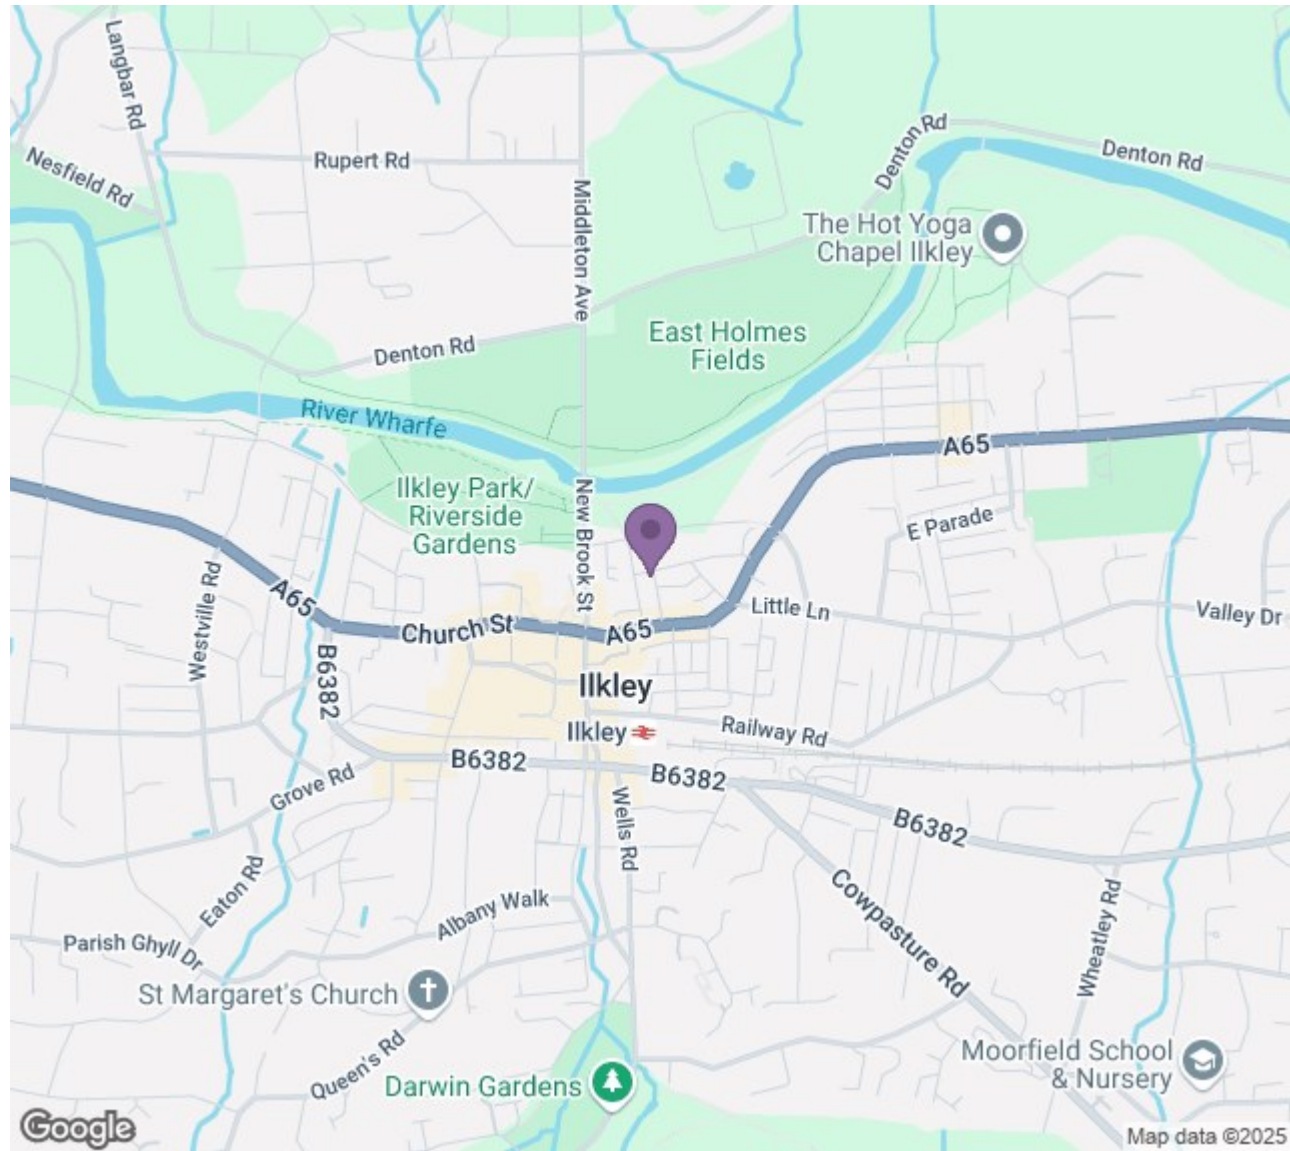 Langbar Rd
Nesfield Rd
Rupert Rd
Middleton Ave
Denton Rd
Denton Rd
The Hot Yoga
Chapel Ilkley
East Holmes
Fields
Denton Rd
River Wharfe
A65
Ilkley Park/
Riverside
Gardens
New Brook St
E Parade
Westville Rd
A65
Church St
A65
Little Ln
Valley Dr
B6382
Ilkley
Ilkley
Railway Rd
B6382
B6382
Grove Rd
Wells Rd
B6382
Eaton Rd
Albany Walk
Cowpasture Rd
Wheatley Rd
Parish Ghyll Dr
St Margaret's Church
Queen's Rd
Darwin Gardens
Moorfield School
& Nursery
Google
Map data ©2025